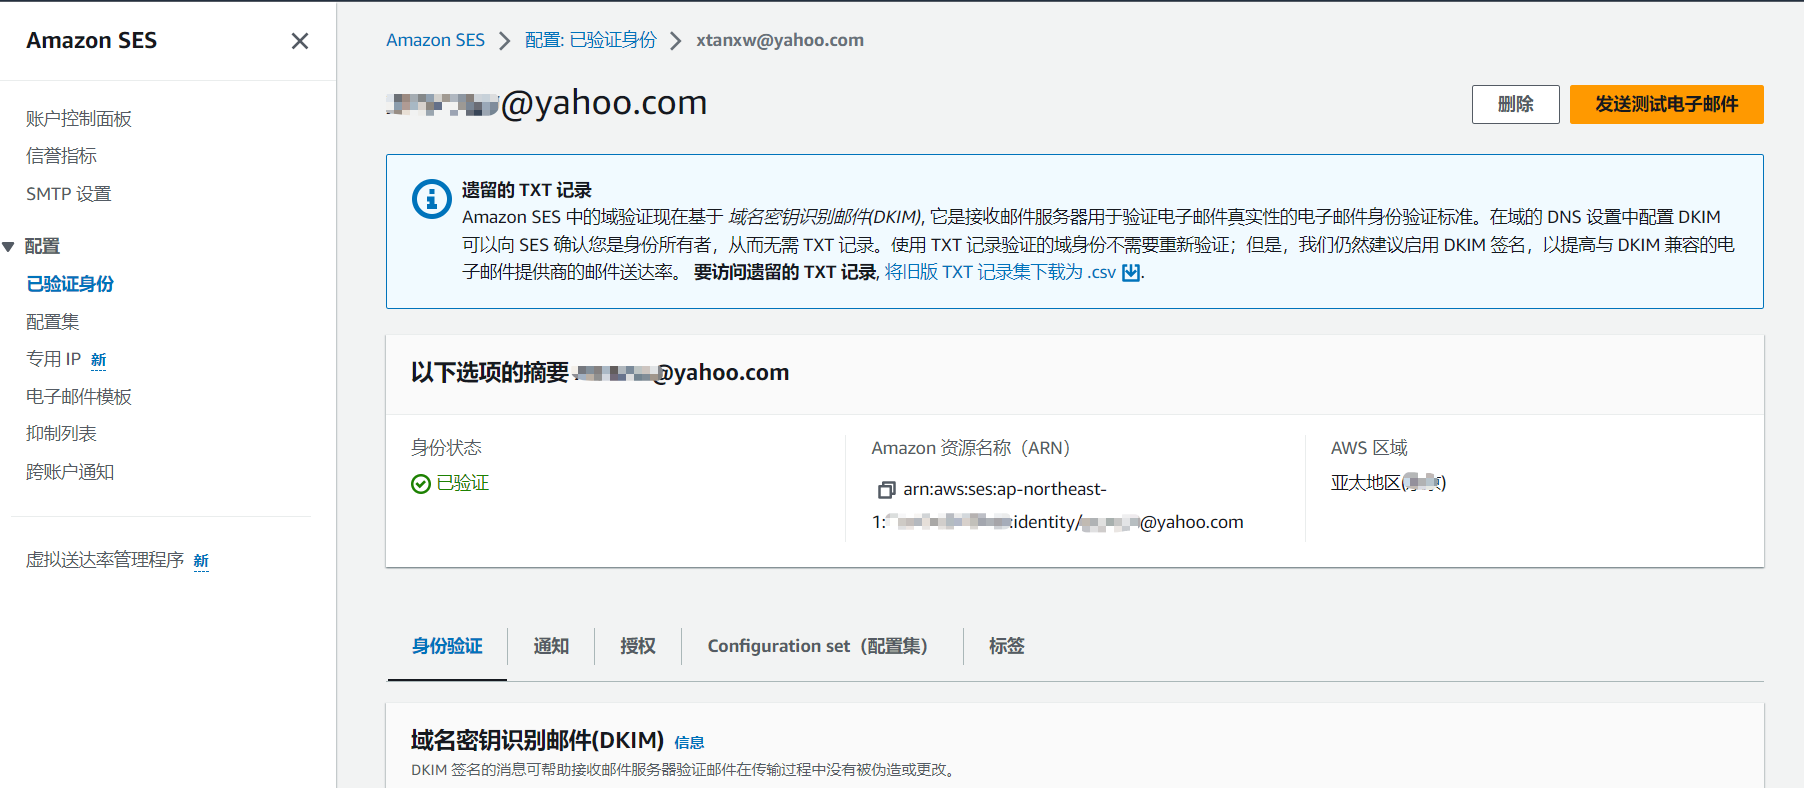 Amazon SES
账户控制面板
信誉指标
SMTP 设置
配置
已验证身份
配置集
专用 IP 新
电子邮件模板
抑制列表
跨账户通知
虚拟送达率管理程序 新
Amazon SES > 配置: 已验证身份 > xtanxw@yahoo.com
@yahoo.com
删除 发送测试电子邮件
遗留的 TXT 记录
Amazon SES 中的域验证现在基于 域名密钥识别邮件(DKIM), 它是接收邮件服务器用于验证电子邮件真实性的电子邮件身份验证标准。在域的 DNS 设置中配置 DKIM
可以向 SES 确认您是身份所有者，从而无需 TXT 记录。使用 TXT 记录验证的域身份不需要重新验证；但是，我们仍然建议启用 DKIM 签名，以提高与 DKIM 兼容的电
子邮件提供商的邮件送达率。 要访问遗留的 TXT 记录, 将旧版 TXT 记录集下载为 .csv .
以下选项的摘要 @yahoo.com
身份状态
已验证
Amazon 资源名称（ARN）
arn:aws:ses:ap-northeast-
1: :identity/ @yahoo.com
AWS 区域
亚太地区( )
身份验证 通知 授权 Configuration set（配置集） 标签
域名密钥识别邮件(DKIM) 信息
DKIM 签名的消息可帮助接收邮件服务器验证邮件在传输过程中没有被伪造或更改。